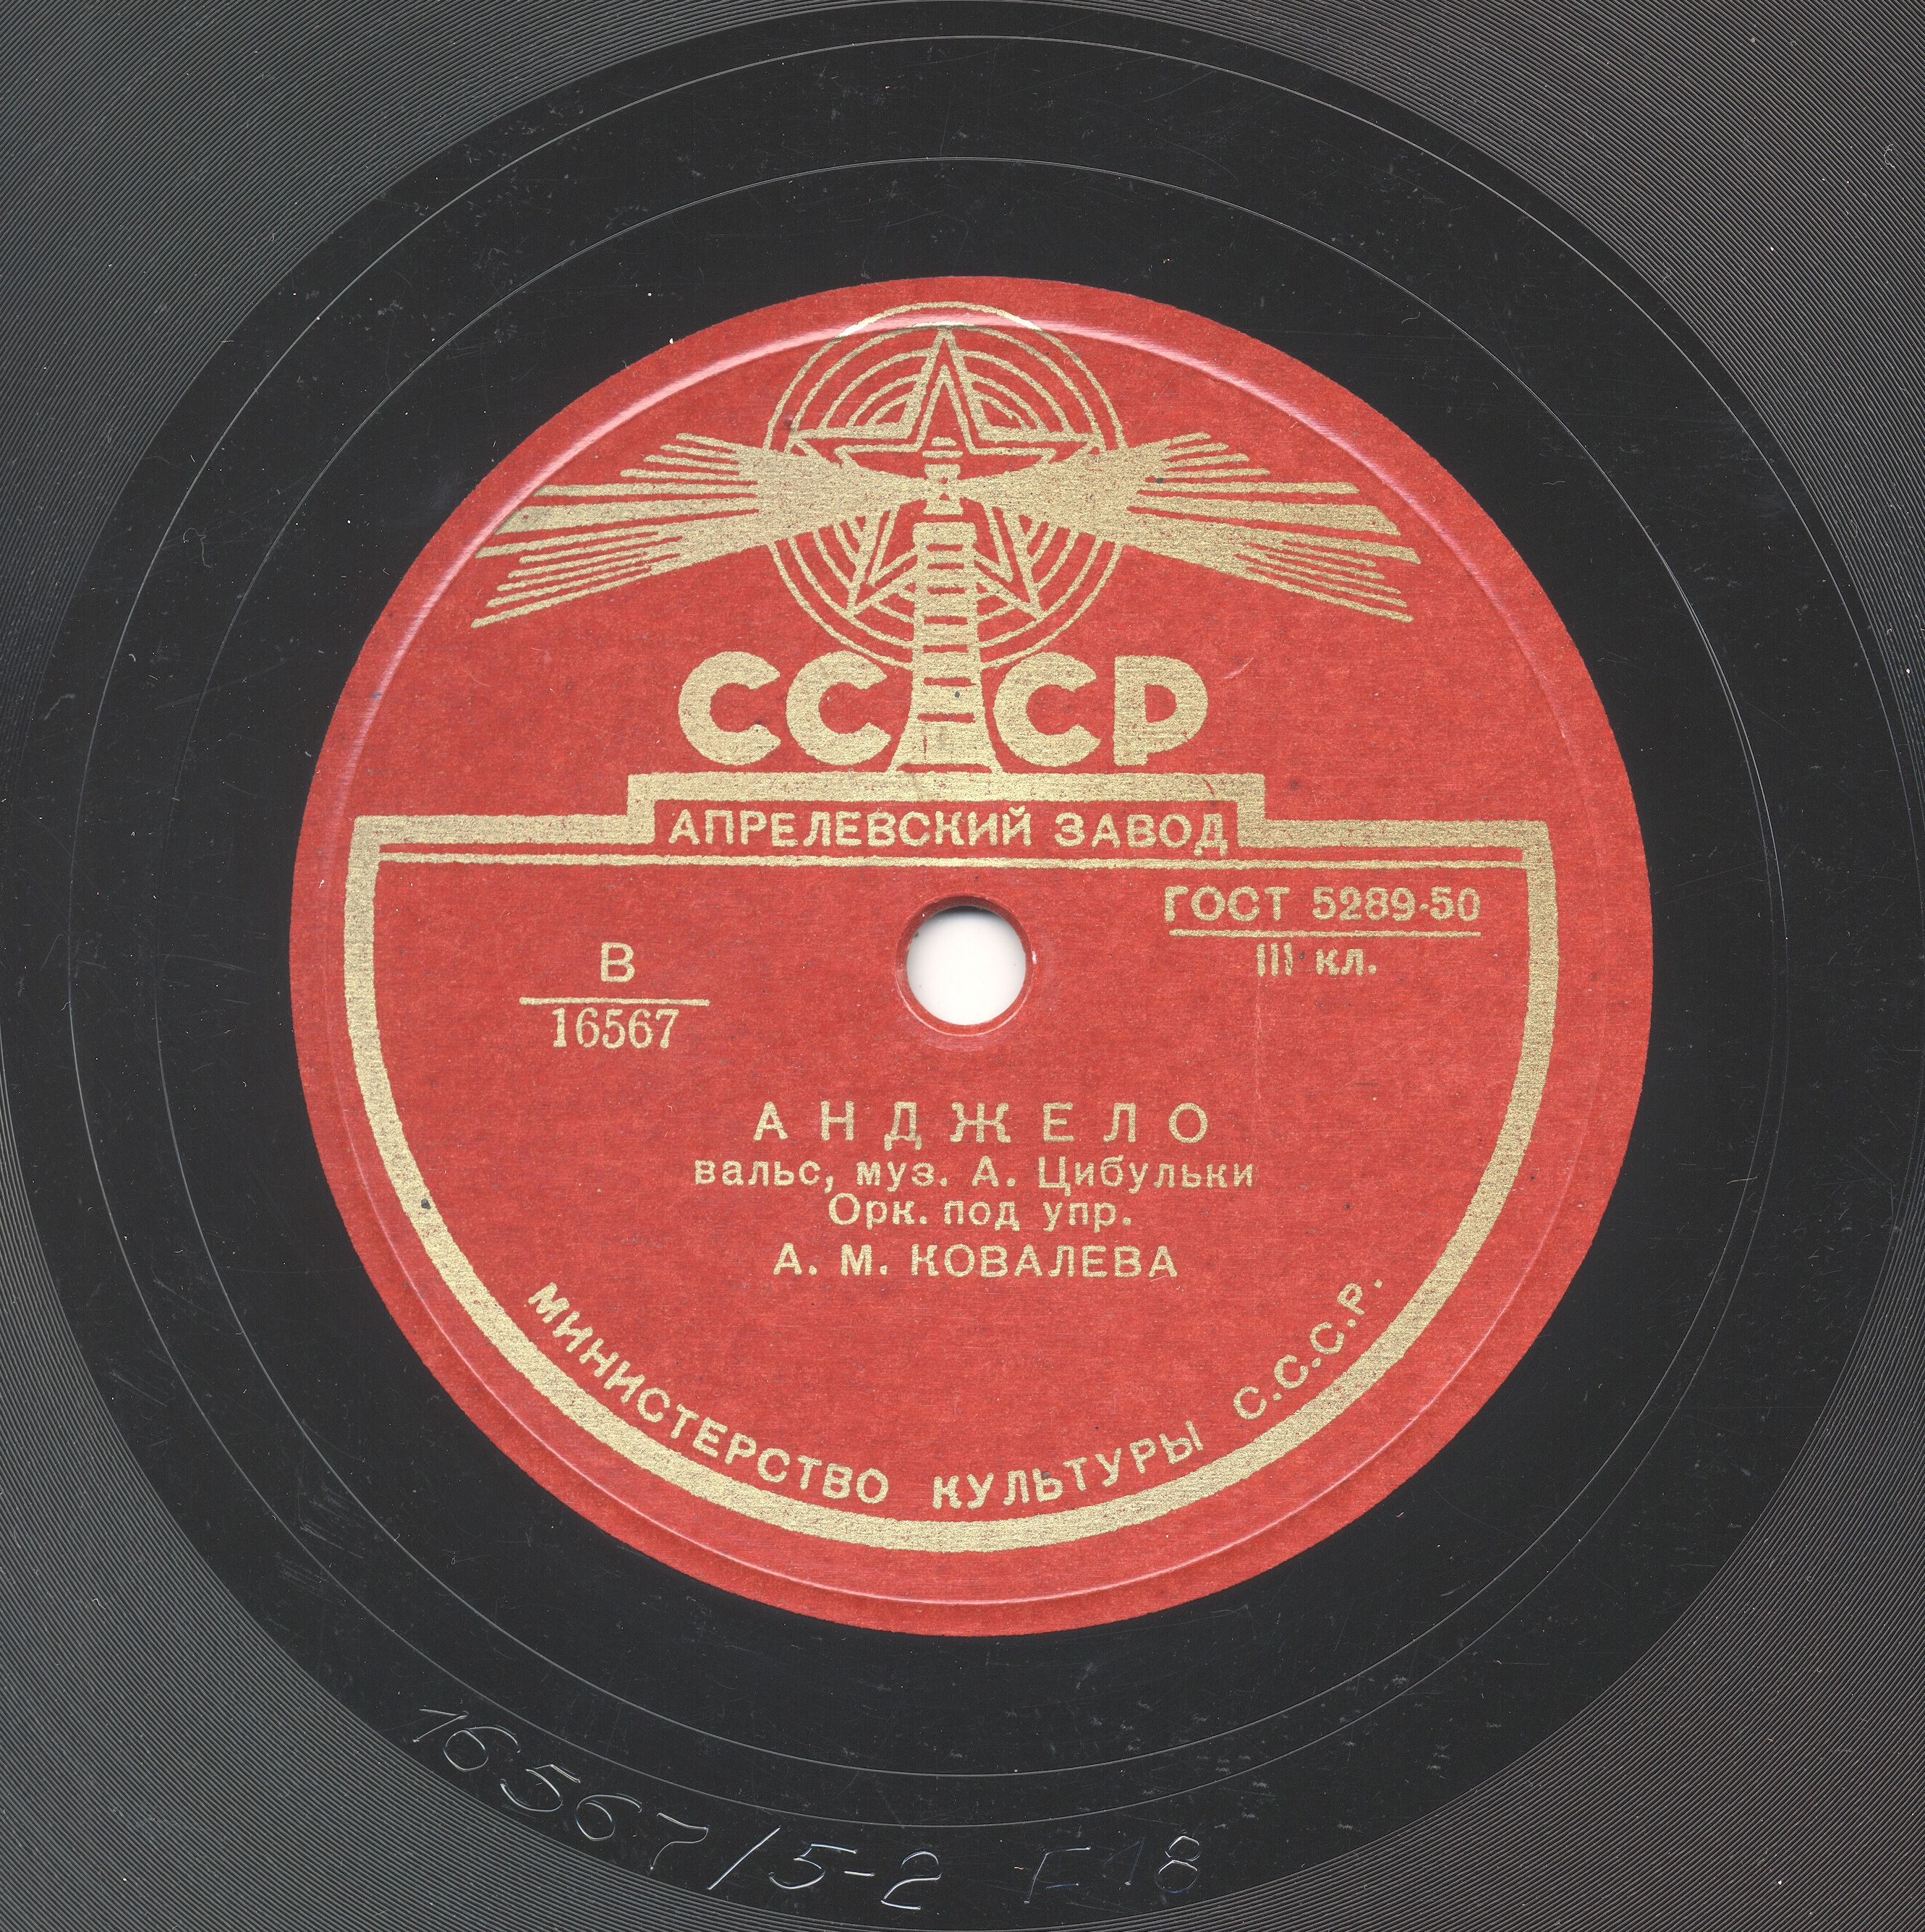 СССР
АПРЕЛЕВСКИЙ ЗАВОД
ГОСТ 5289-50
III кл.
В
16567
АНДЖЕЛО
вальс, муз. А. Цибульки
Орк. под упр.
А. М. КОВАЛЕВА
МИНИСТЕРСТВО КУЛЬТУРЫ С.С.С.Р.
16567/5-2